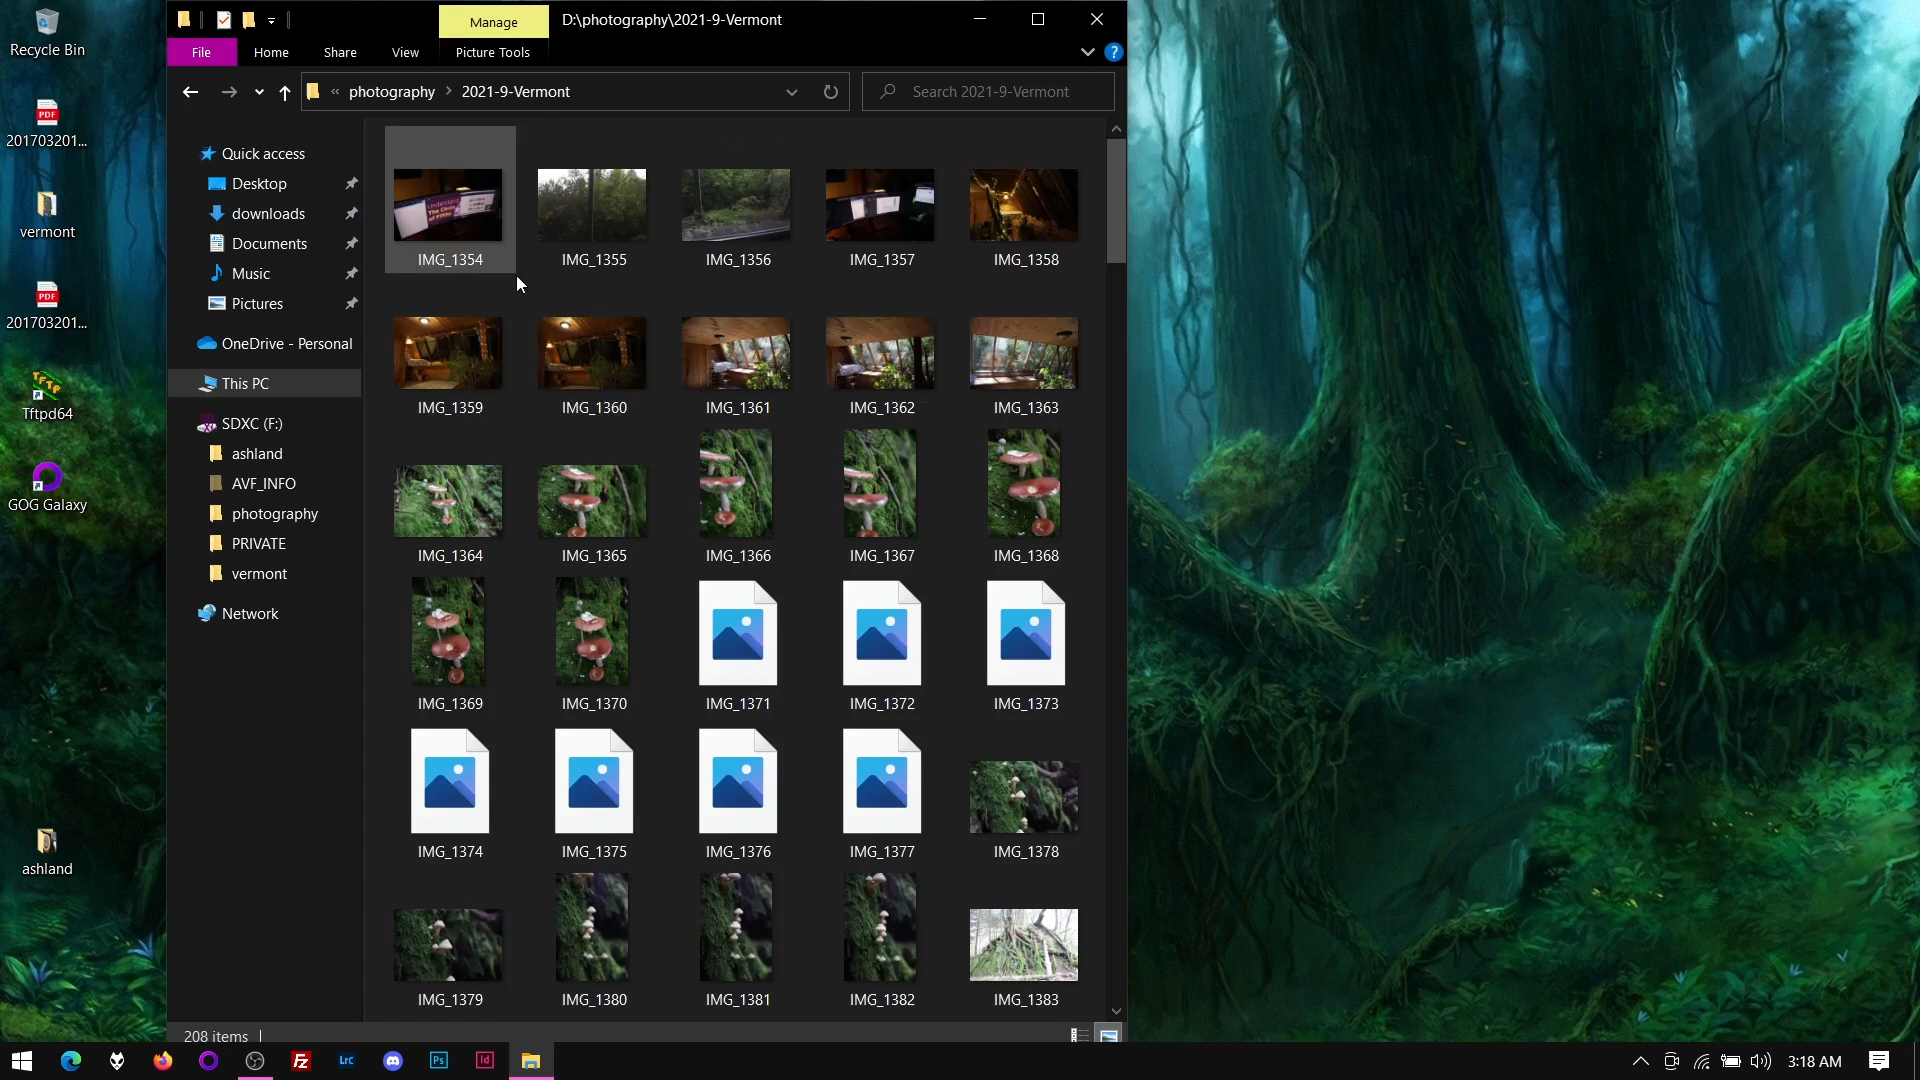 Recycle Bin
201703201...
vermont
201703201...
Tftpd64
GOG Galaxy
ashland
Manage
D:\photography\2021-9-Vermont
File
Home
Share
View
Picture Tools
?
« photography > 2021-9-Vermont
Search 2021-9-Vermont
Quick access
Desktop
downloads
Documents
Music
Pictures
OneDrive - Personal
This PC
SDXC (F:)
ashland
AVF_INFO
photography
PRIVATE
vermont
Network
IMG_1354
IMG_1355
IMG_1356
IMG_1357
IMG_1358
IMG_1359
IMG_1360
IMG_1361
IMG_1362
IMG_1363
IMG_1364
IMG_1365
IMG_1366
IMG_1367
IMG_1368
IMG_1369
IMG_1370
IMG_1371
IMG_1372
IMG_1373
IMG_1374
IMG_1375
IMG_1376
IMG_1377
IMG_1378
IMG_1379
IMG_1380
IMG_1381
IMG_1382
IMG_1383
208 items
Fz
Lrc
Ps
Id
3:18 AM